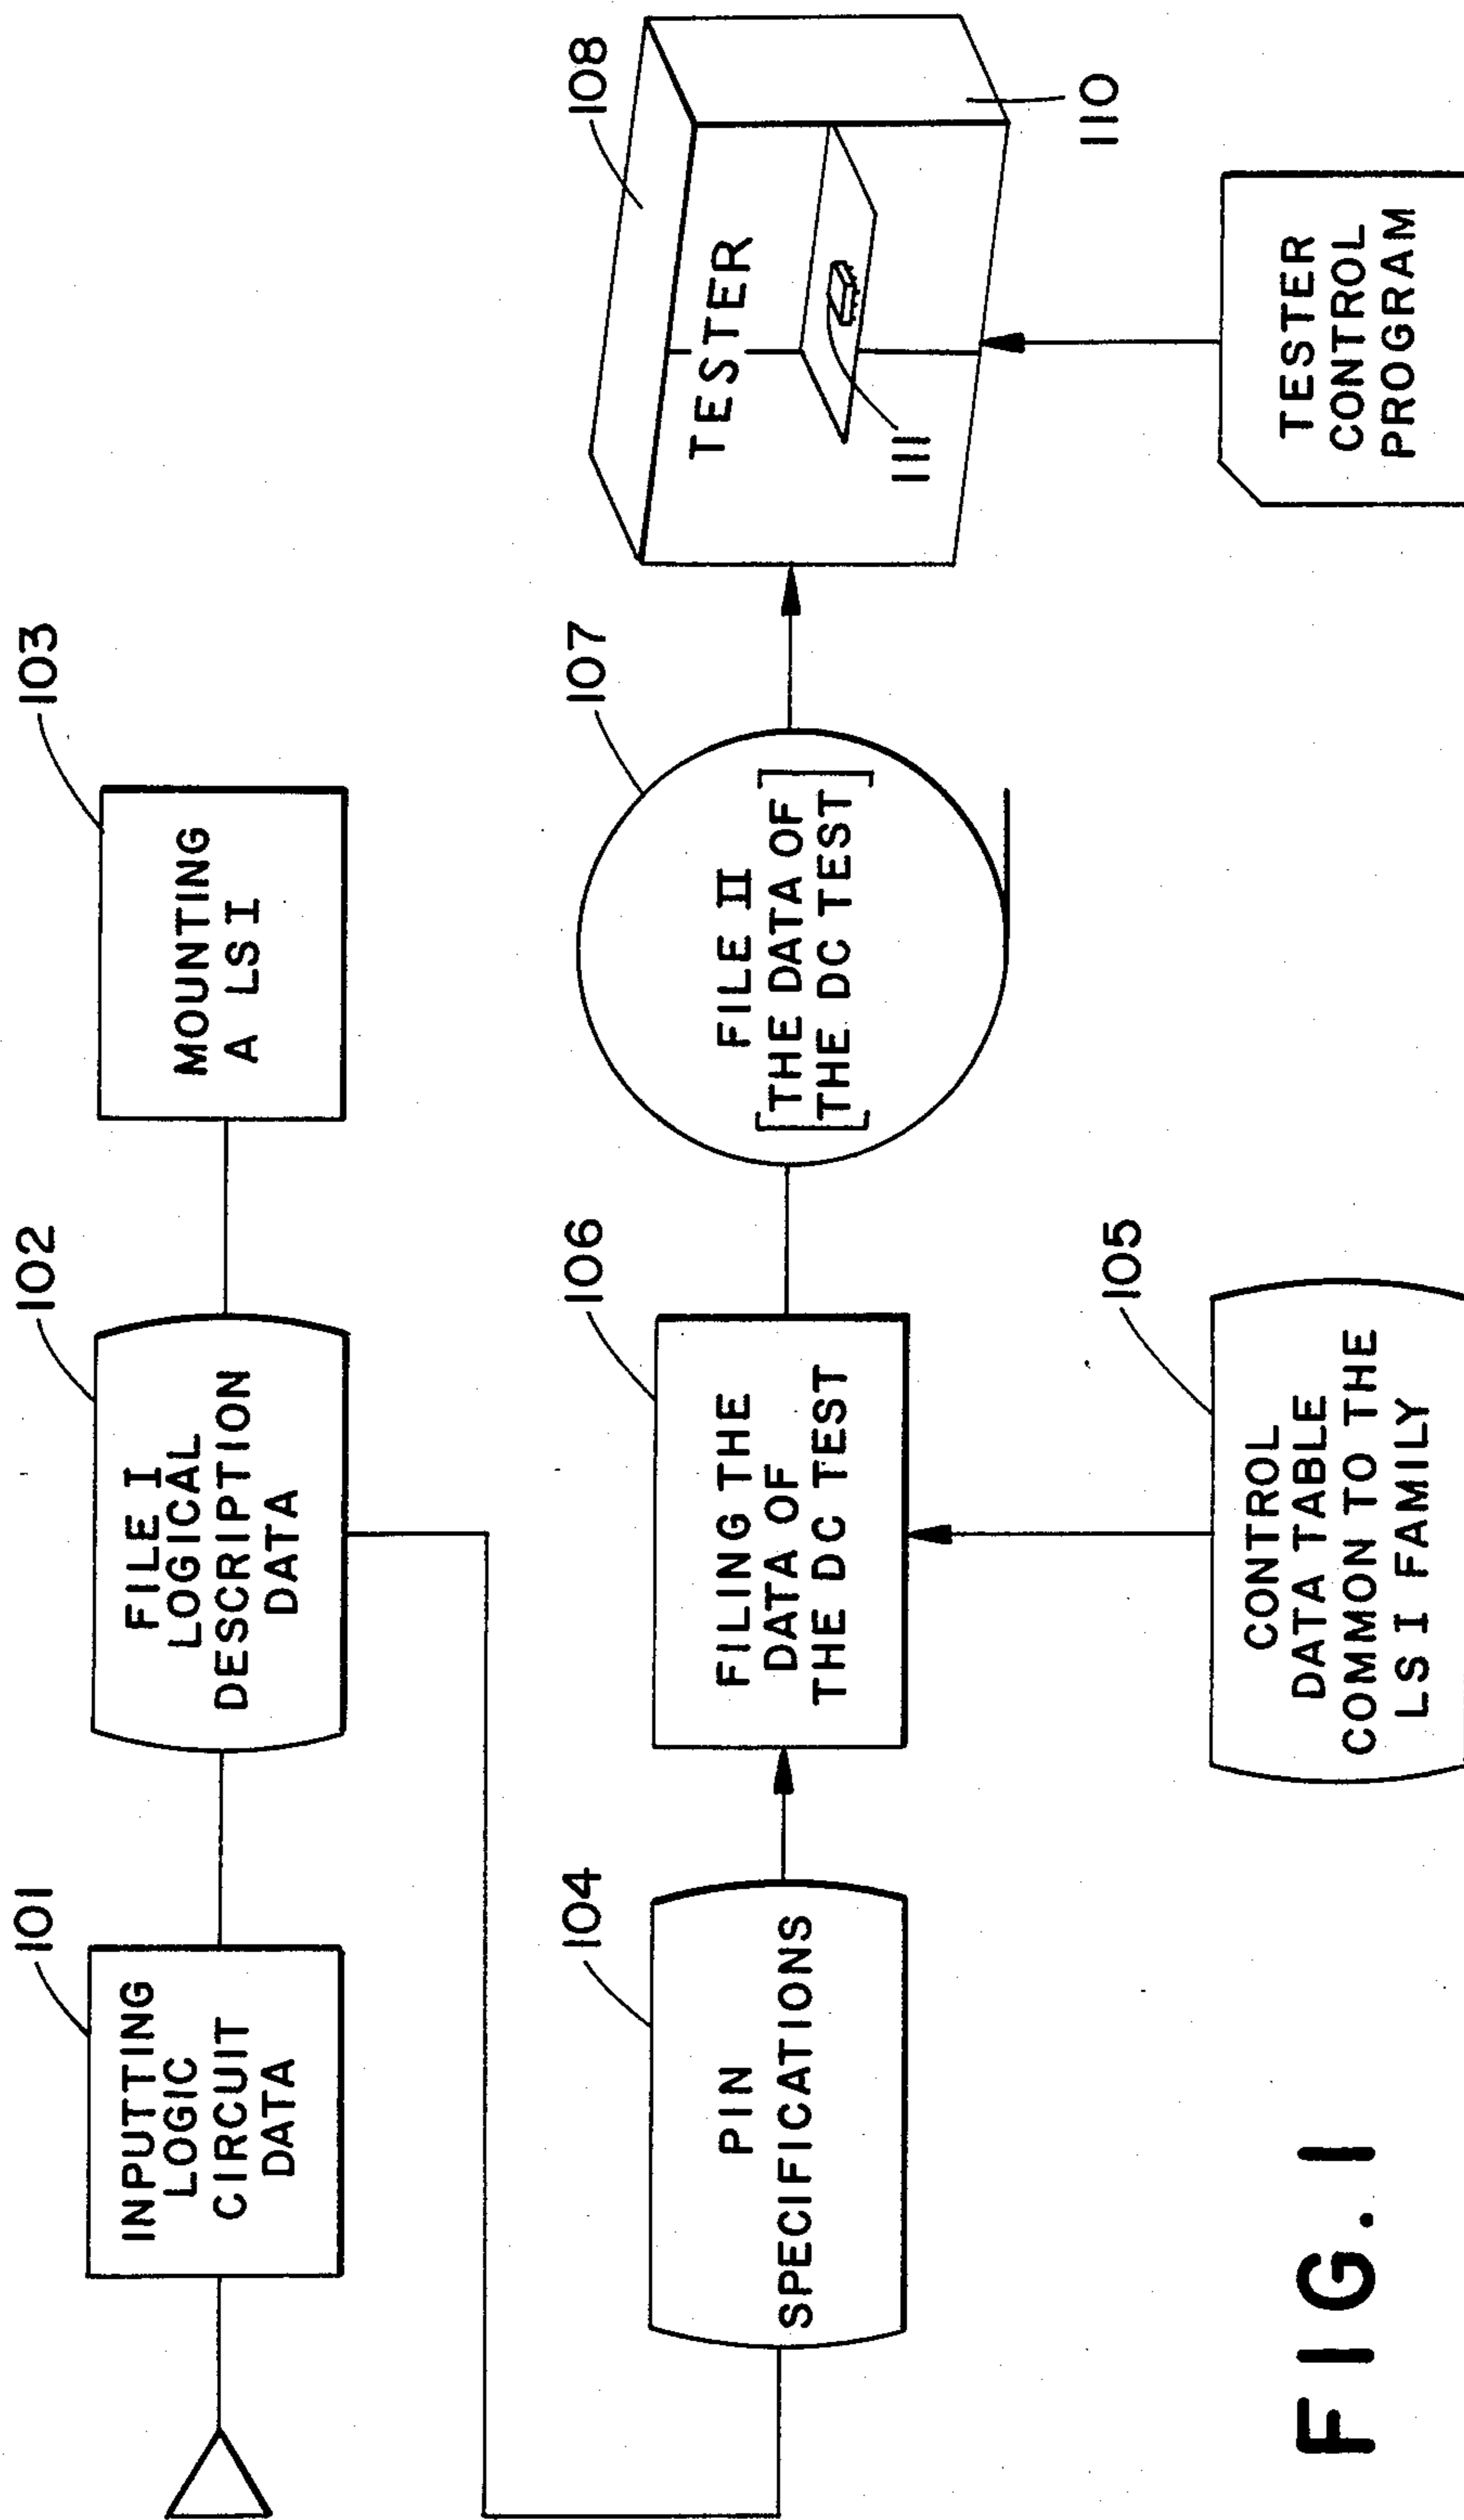 101
INPUTTING
LOGIC
CIRCUIT
DATA
102
FILE I
LOGICAL
DESCRIPTION
DATA
103
MOUNTING
A LSI
104
PIN
SPECIFICATIONS
106
FILING THE
DATA OF
THE DC TEST
107
FILE II
[THE DATA OF
THE DC TEST]
108
TESTER
111
110
105
CONTROL
DATA TABLE
COMMON TO THE
LSI FAMILY
TESTER
CONTROL
PROGRAM
FIG. 1